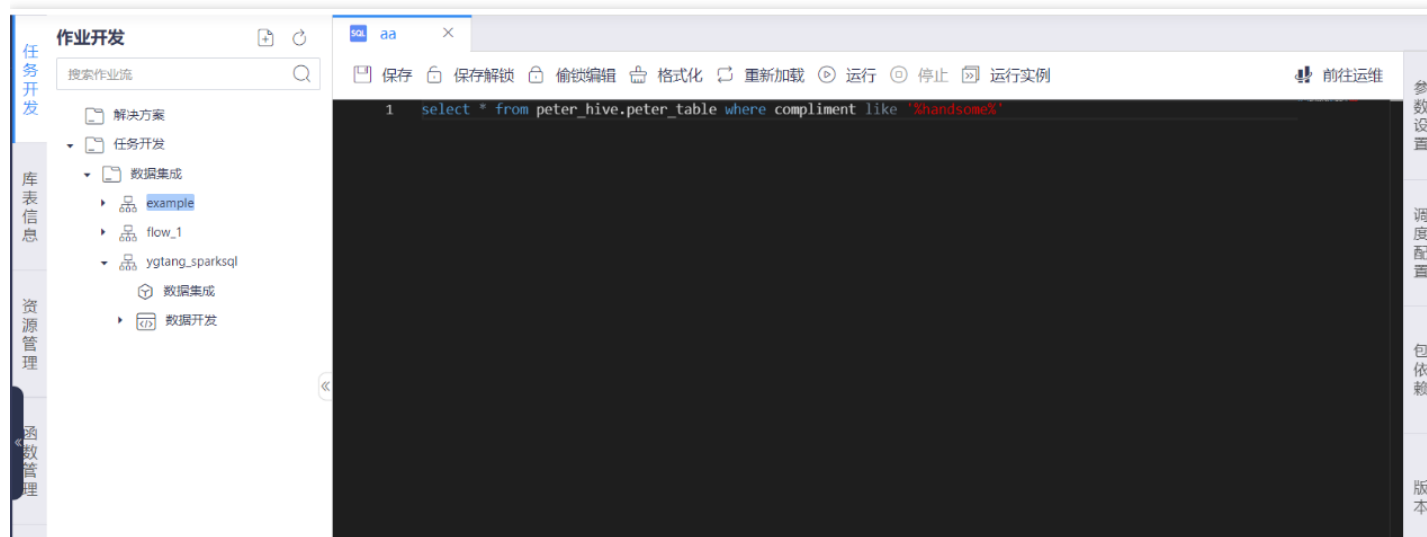 任务开发
库表信息
资源管理
函数管理
作业开发
搜索作业流
解决方案
任务开发
数据集成
example
flow_1
ygtang_sparksql
数据集成
数据开发
SQL aa
保存 保存解锁 偷锁编辑 格式化 重新加载 运行 停止 运行实例 前往运维
1 select * from peter_hive.peter_table where compliment like '%handsome%'
参数设置
调度配置
包依赖
版本